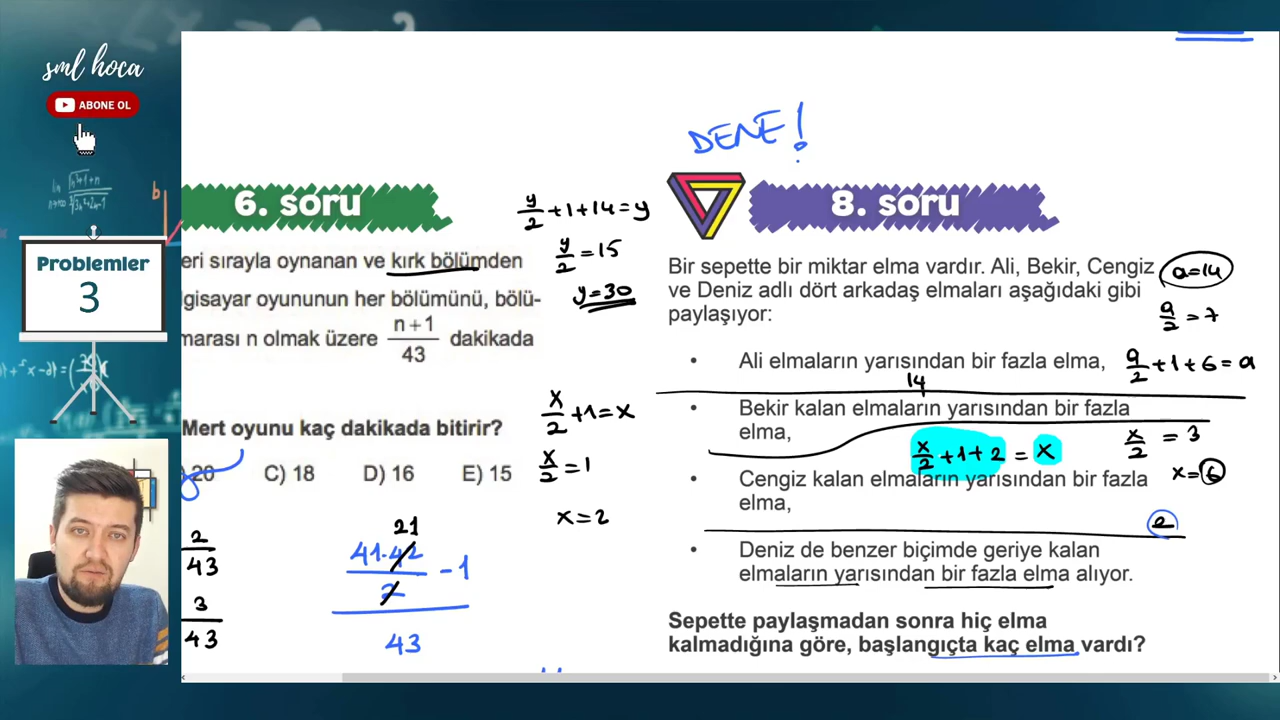 sml hoca
ABONE OL
Problemler
3
DENE!
6. soru
eri sırayla oynanan ve kırk bölümden
lgisayar oyununun her bölümünü, bölü-
marası n olmak üzere n+1/43 dakikada
Mert oyunu kaç dakikada bitirir?
) 20 C) 18 D) 16 E) 15
2/43
3/43
21
41.42/2 - 1
43
y/2 + 1 + 14 = y
y/2 = 15
y = 30
x/2 + 1 = x
x/2 = 1
x = 2
8. soru
Bir sepette bir miktar elma vardır. Ali, Bekir, Cengiz
ve Deniz adlı dört arkadaş elmaları aşağıdaki gibi
paylaşıyor:
• Ali elmaların yarısından bir fazla elma,
14
• Bekir kalan elmaların yarısından bir fazla
elma,
x/2 + 1 + 2 = x
• Cengiz kalan elmaların yarısından bir fazla
elma,
• Deniz de benzer biçimde geriye kalan
elmaların yarısından bir fazla elma alıyor.
Sepette paylaşmadan sonra hiç elma
kalmadığına göre, başlangıçta kaç elma vardı?
a = 14
a/2 = 7
a/2 + 1 + 6 = a
x/2 = 3
x = 6
2